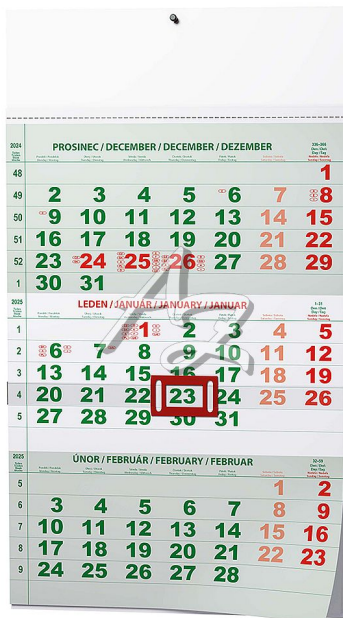 2024 PROSINEC / DECEMBER / DECEMBER / DEZEMBER 336-366
48 1
49 2 3 4 5 6 7 8
50 9 10 11 12 13 14 15
51 16 17 18 19 20 21 22
52 23 24 25 26 27 28 29
1 30 31
2025 LEDEN / JANUÁR / JANUARY / JANUAR 1-31
1 1 2 3 4 5
2 6 7 8 9 10 11 12
3 13 14 15 16 17 18 19
4 20 21 22 23 24 25 26
5 27 28 29 30 31
2025 ÚNOR / FEBRUÁR / FEBRUARY / FEBRUAR 32-59
5 1 2
6 3 4 5 6 7 8 9
7 10 11 12 13 14 15 16
8 17 18 19 20 21 22 23
9 24 25 26 27 28